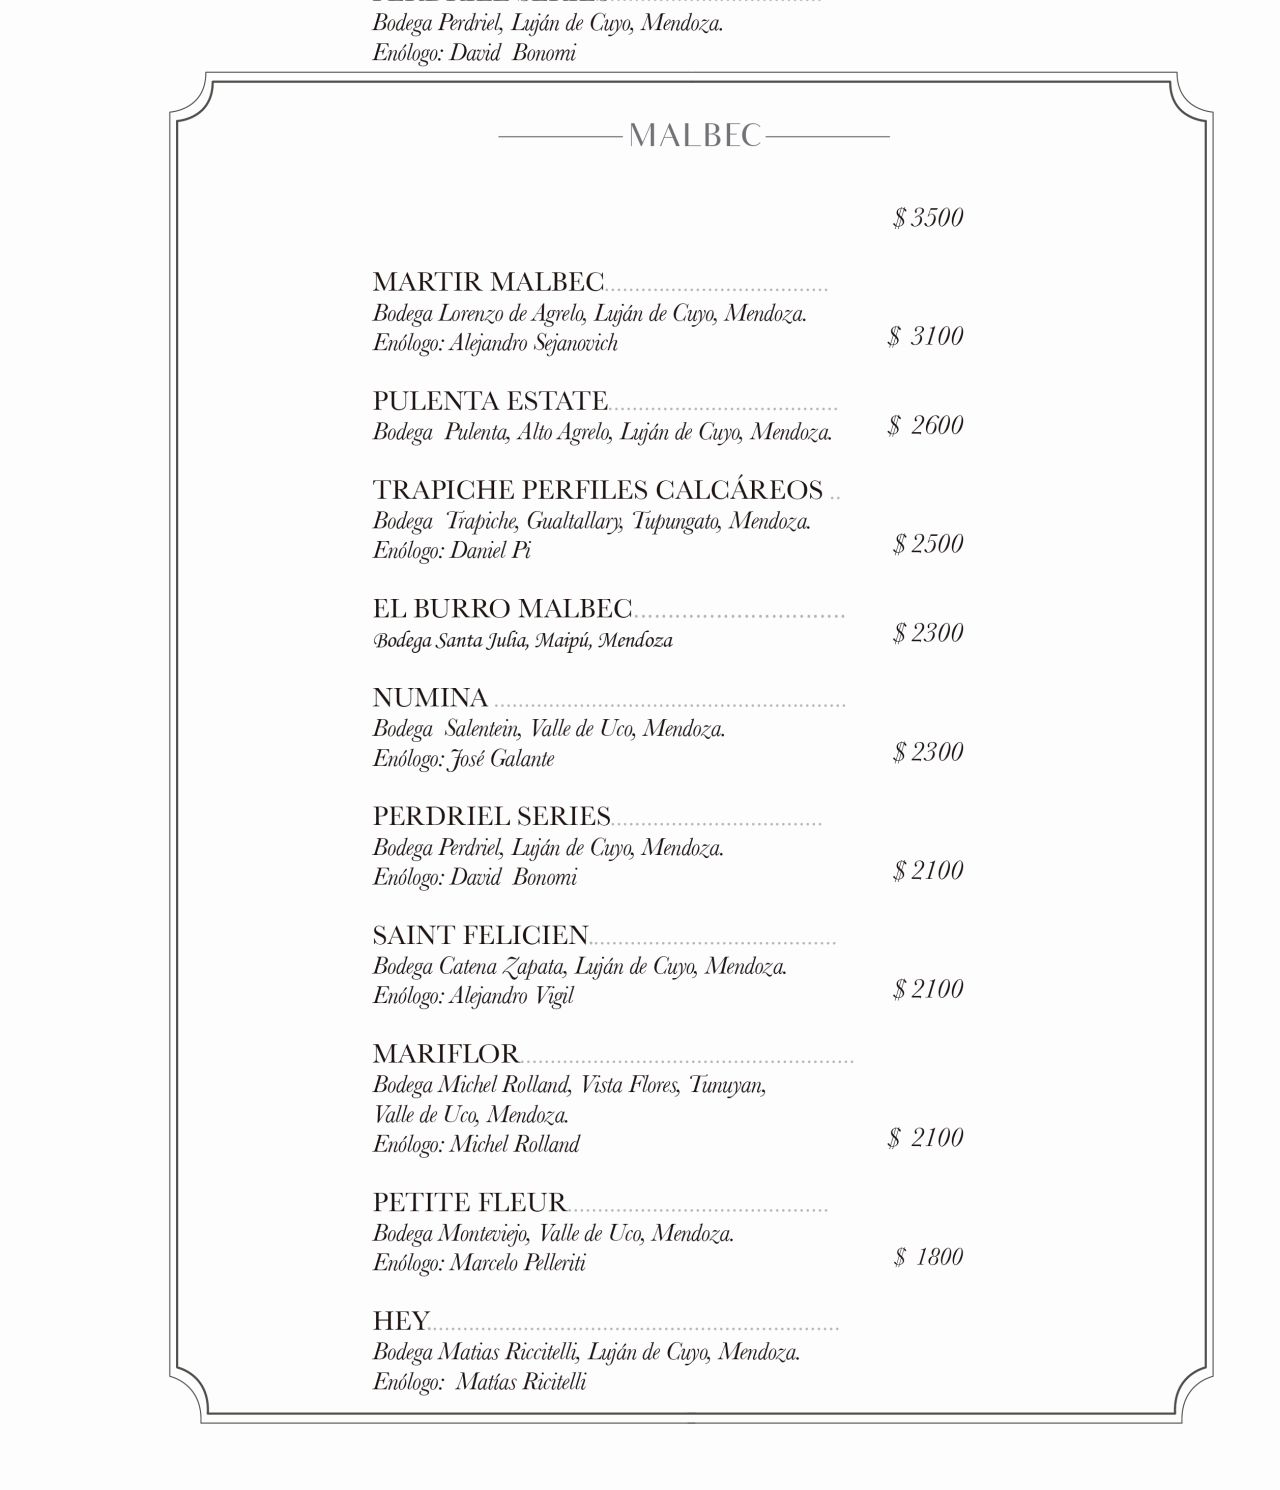 Bodega Perdriel, Luján de Cuyo, Mendoza.
Enólogo: David  Bonomi
MALBEC
$ 3500
MARTIR MALBEC.....................................
Bodega Lorenzo de Agrelo, Luján de Cuyo, Mendoza.
Enólogo: Alejandro Sejanovich
$  3100
PULENTA ESTATE......................................
Bodega  Pulenta, Alto Agrelo, Luján de Cuyo, Mendoza.
$  2600
TRAPICHE PERFILES CALCÁREOS ..
Bodega  Trapiche, Gualtallary, Tupungato, Mendoza.
Enólogo: Daniel Pi
$ 2500
EL BURRO MALBEC...............................
Bodega Santa Julia, Maipú, Mendoza
$ 2300
NUMINA ..........................................................
Bodega  Salentein, Valle de Uco, Mendoza.
Enólogo: José Galante
$ 2300
PERDRIEL SERIES...................................
Bodega Perdriel, Luján de Cuyo, Mendoza.
Enólogo: David  Bonomi
$ 2100
SAINT FELICIEN.........................................
Bodega Catena Zapata, Luján de Cuyo, Mendoza.
Enólogo: Alejandro Vigil
$ 2100
MARIFLOR.......................................................
Bodega Michel Rolland, Vista Flores, Tunuyan,
Valle de Uco, Mendoza.
Enólogo: Michel Rolland
$  2100
PETITE FLEUR...........................................
Bodega Monteviejo, Valle de Uco, Mendoza.
Enólogo: Marcelo Pelleriti
$  1800
HEY....................................................................
Bodega Matias Riccitelli, Luján de Cuyo, Mendoza.
Enólogo:  Matías Ricitelli